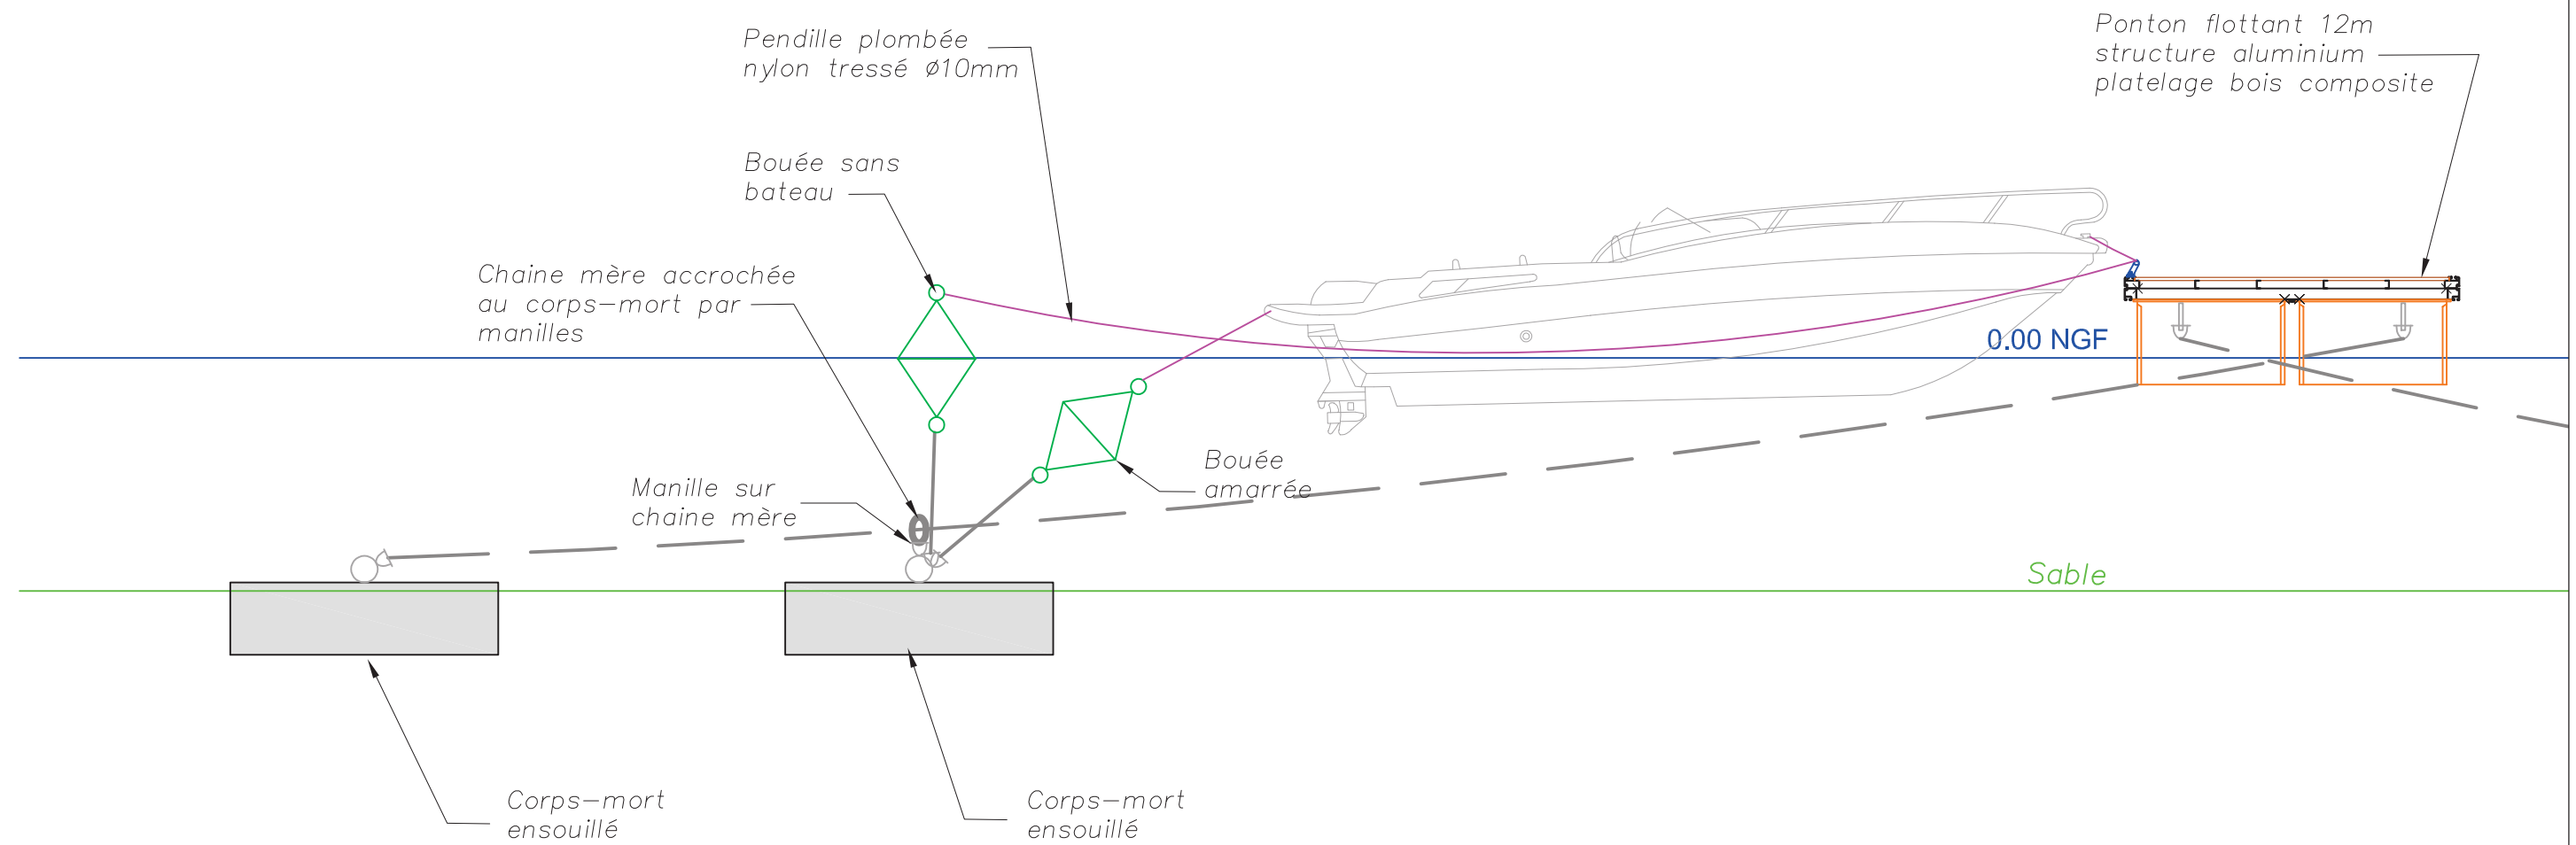 Pendille plombée
nylon tressé ø10mm
Ponton flottant 12m
structure aluminium
platelage bois composite
Bouée sans
bateau
Chaine mère accrochée
au corps-mort par
manilles
0.00 NGF
Bouée
amarrée
Manille sur
chaine mère
Sable
Corps-mort
ensouillé
Corps-mort
ensouillé